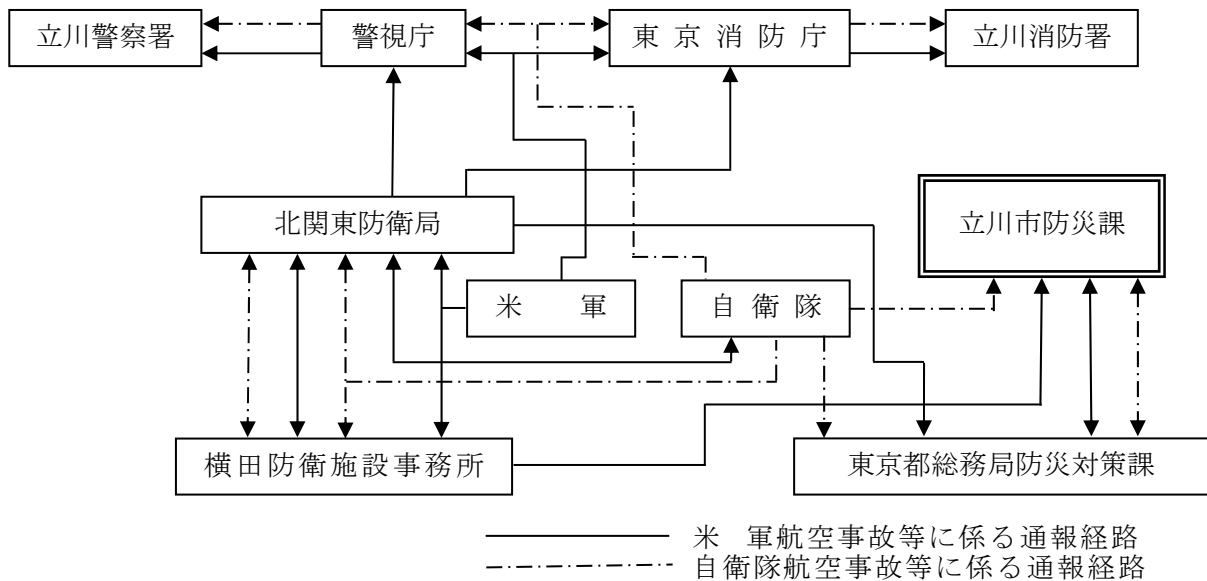 立川警察署
警視庁
東京消防庁
立川消防署
北関東防衛局
立川市防災課
米　軍
自衛隊
横田防衛施設事務所
東京都総務局防災対策課
米　軍航空事故等に係る通報経路
自衛隊航空事故等に係る通報経路